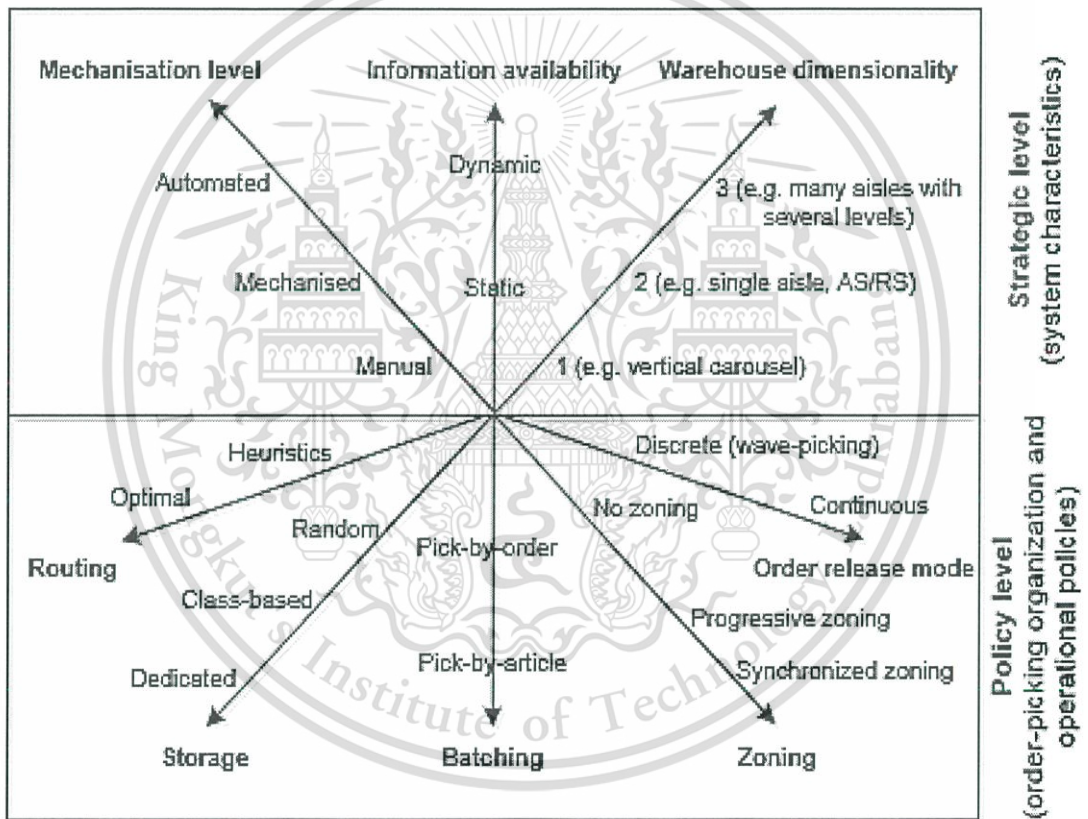 Mechanisation level
Information availability
Warehouse dimensionality
Automated
Dynamic
3 (e.g. many aisles with
several levels)
Mechanised
Static
2 (e.g. single aisle, AS/RS)
Manual
1 (e.g. vertical carousel)
Strategic level
(system characteristics)
Heuristics
Discrete (wave-picking)
Optimal
Random
No zoning
Continuous
Routing
Pick-by-order
Order release mode
Class-based
Progressive zoning
Dedicated
Pick-by-article
Synchronized zoning
Storage
Batching
Zoning
Policy level
(order-picking organization and
operational policies)
King Mongkut's Institute of Technology Ladkrabang